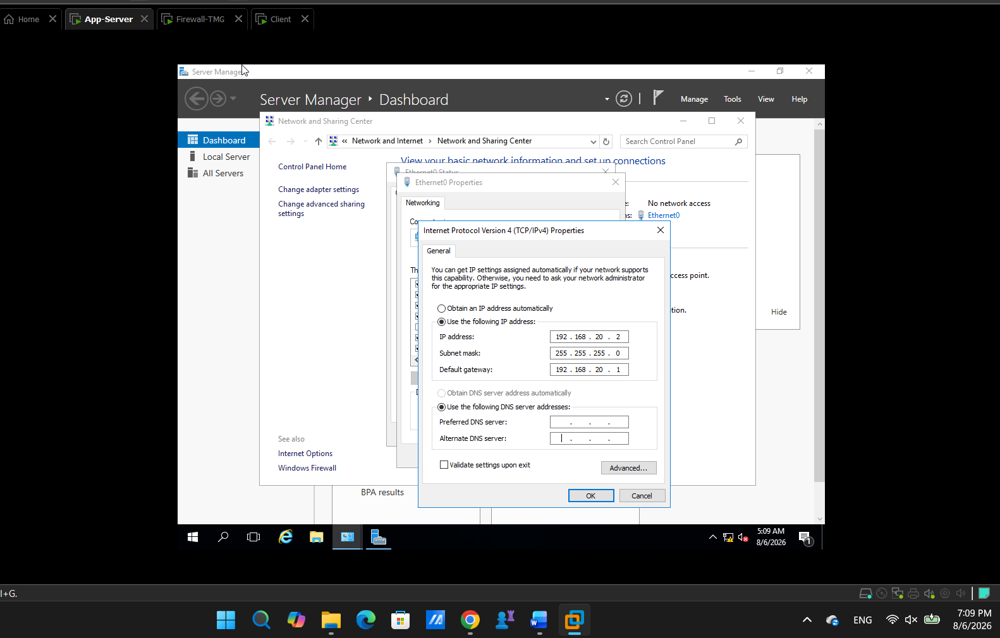 Home
App-Server
Firewall-TMG
Client
Server Manage
Server Manager
Dashboard
Manage
Tools
View
Help
Dashboard
Local Server
All Servers
Network and Sharing Center
« Network and Internet > Network and Sharing Center
Search Control Panel
Control Panel Home
Change adapter settings
Change advanced sharing
settings
View your basic network information and set up connections
Ethernet0 Status
Ethernet0 Properties
Networking
e:
No network access
ns:
Ethernet0
ccess point.
tion.
Hide
Internet Protocol Version 4 (TCP/IPv4) Properties
General
You can get IP settings assigned automatically if your network supports
this capability. Otherwise, you need to ask your network administrator
for the appropriate IP settings.
Obtain an IP address automatically
Use the following IP address:
IP address:
192 . 168 . 20 . 2
Subnet mask:
255 . 255 . 255 . 0
Default gateway:
192 . 168 . 20 . 1
Obtain DNS server address automatically
Use the following DNS server addresses:
Preferred DNS server:
. . .
Alternate DNS server:
. . .
Validate settings upon exit
Advanced...
OK
Cancel
See also
Internet Options
Windows Firewall
BPA results
5:09 AM
8/6/2026
1
I+G.
ENG
7:09 PM
8/6/2026